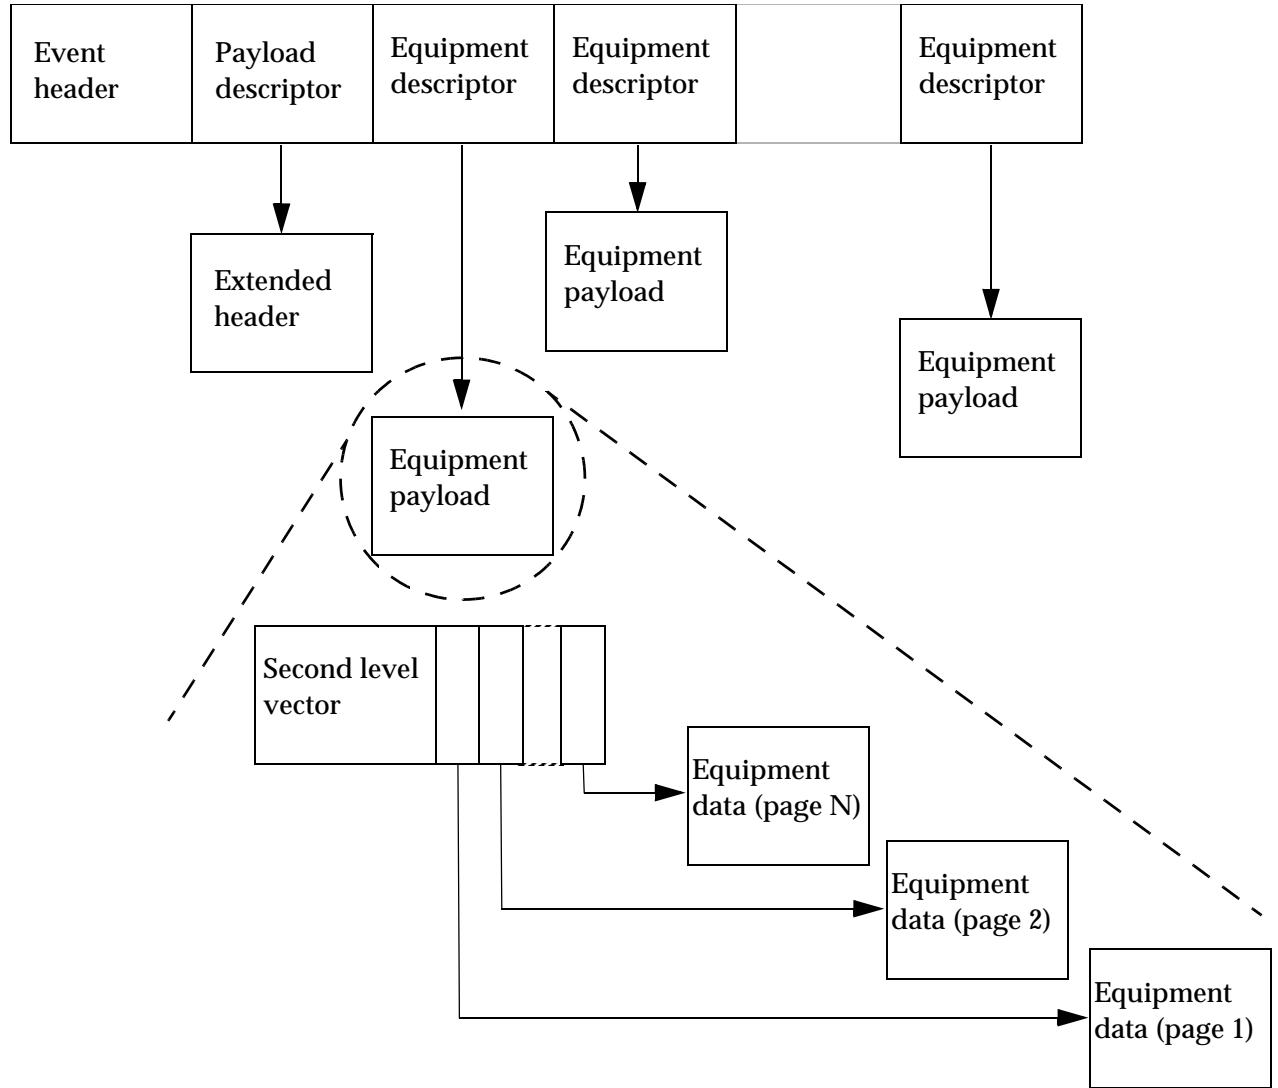 Event
header
Payload
descriptor
Equipment
descriptor
Equipment
descriptor
Equipment
descriptor
Extended
header
Equipment
payload
Equipment
payload
Equipment
payload
Second level
vector
Equipment
data (page N)
Equipment
data (page 2)
Equipment
data (page 1)